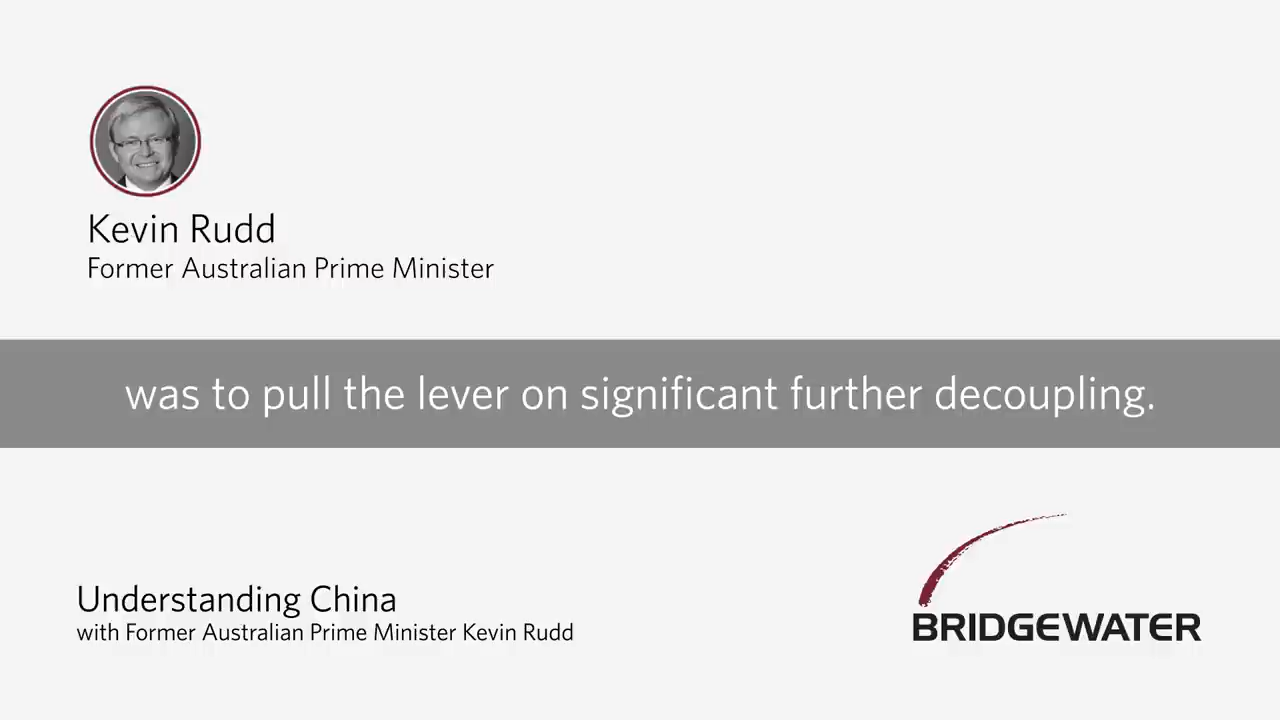 Kevin Rudd
Former Australian Prime Minister
was to pull the lever on significant further decoupling.
Understanding China
with Former Australian Prime Minister Kevin Rudd
BRIDGEWATER